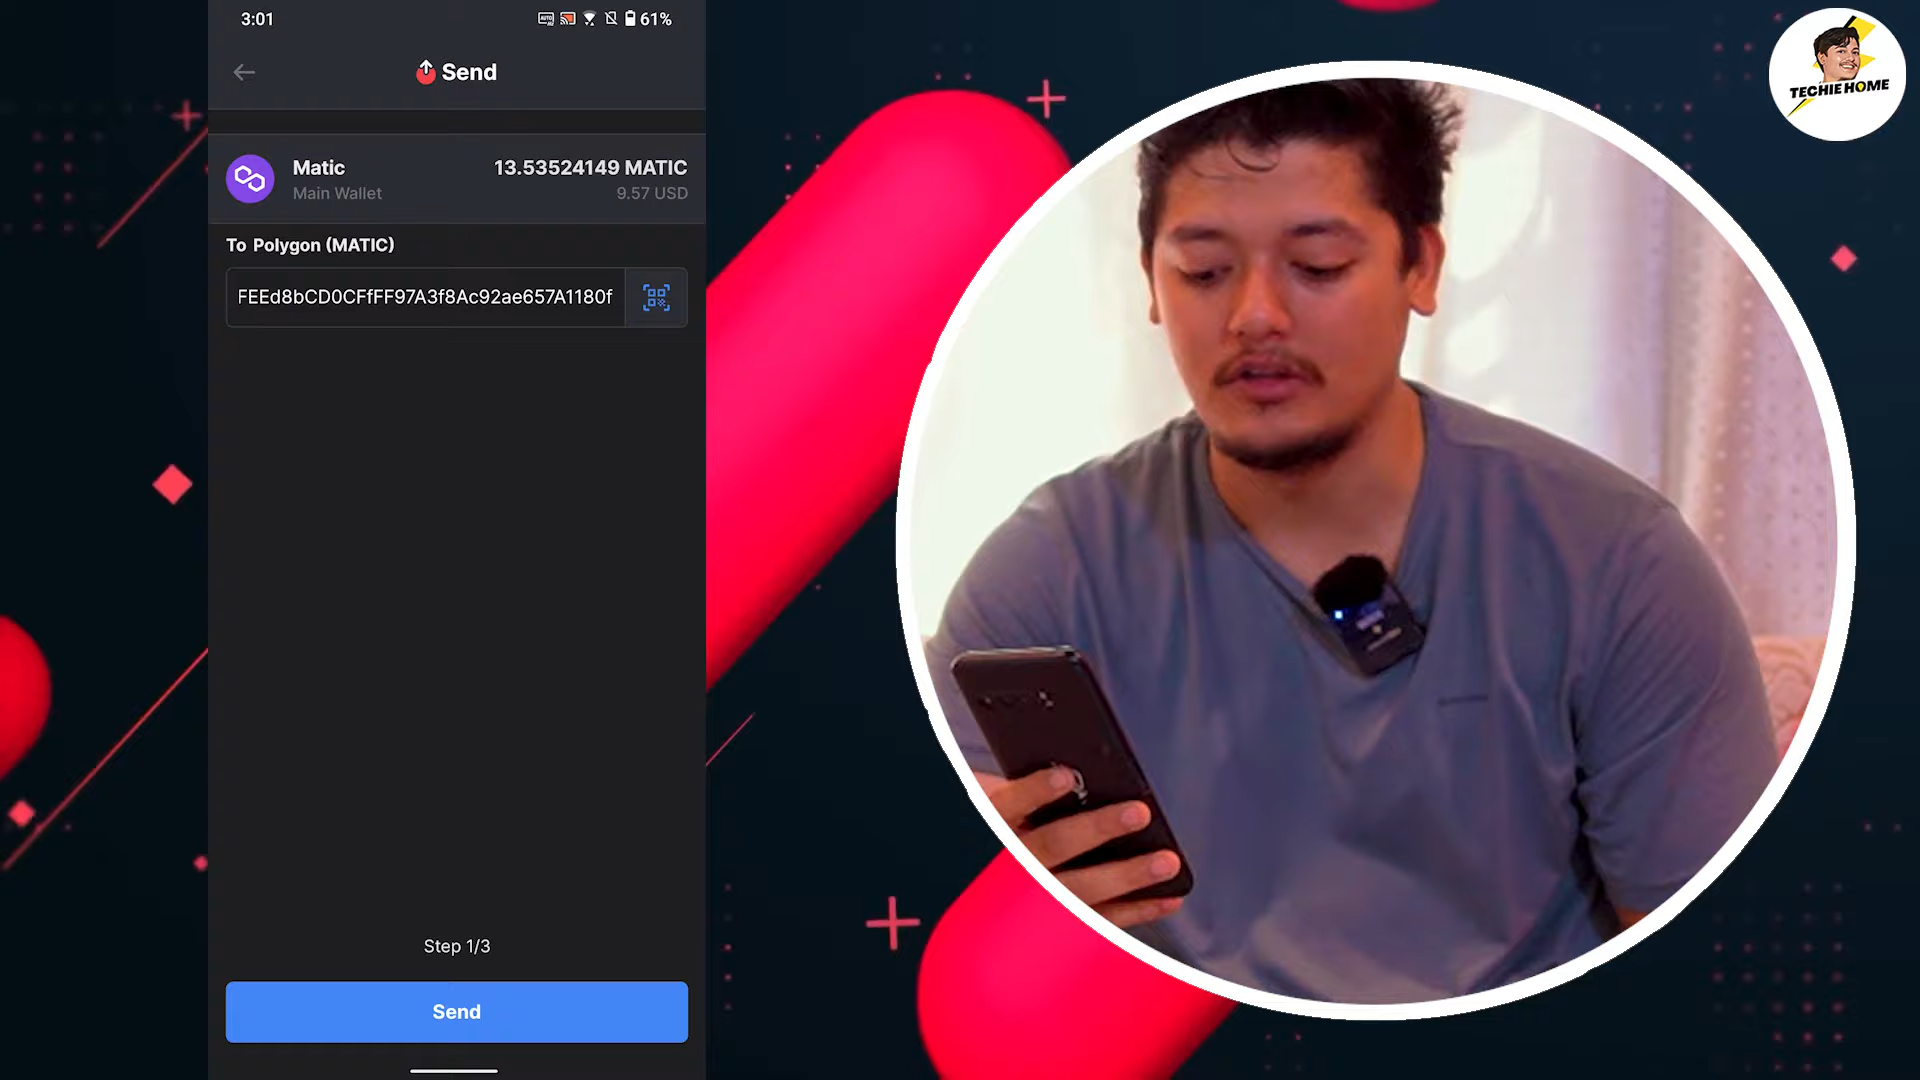 3:01
61%
Send
Matic
13.53524149 MATIC
Main Wallet
9.57 USD
To Polygon (MATIC)
FEEd8bCD0CFfFF97A3f8Ac92ae657A1180f
Step 1/3
Send
TECHIE HOME